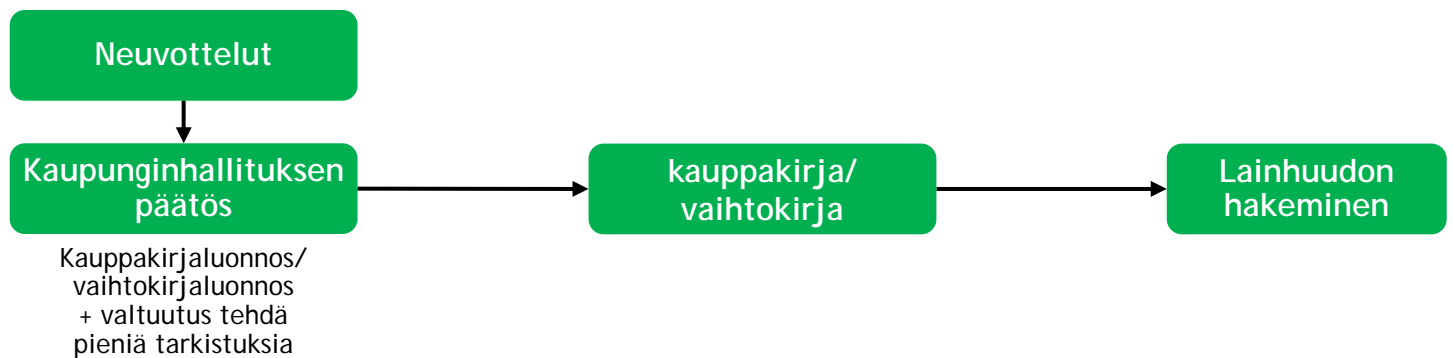 Neuvottelut
Kaupunginhallituksen
päätös
kauppakirja/
vaihtokirja
Lainhuudon
hakeminen
Kauppakirjaluonnos/
vaihtokirjaluonnos
+ valtuutus tehdä
pieniä tarkistuksia